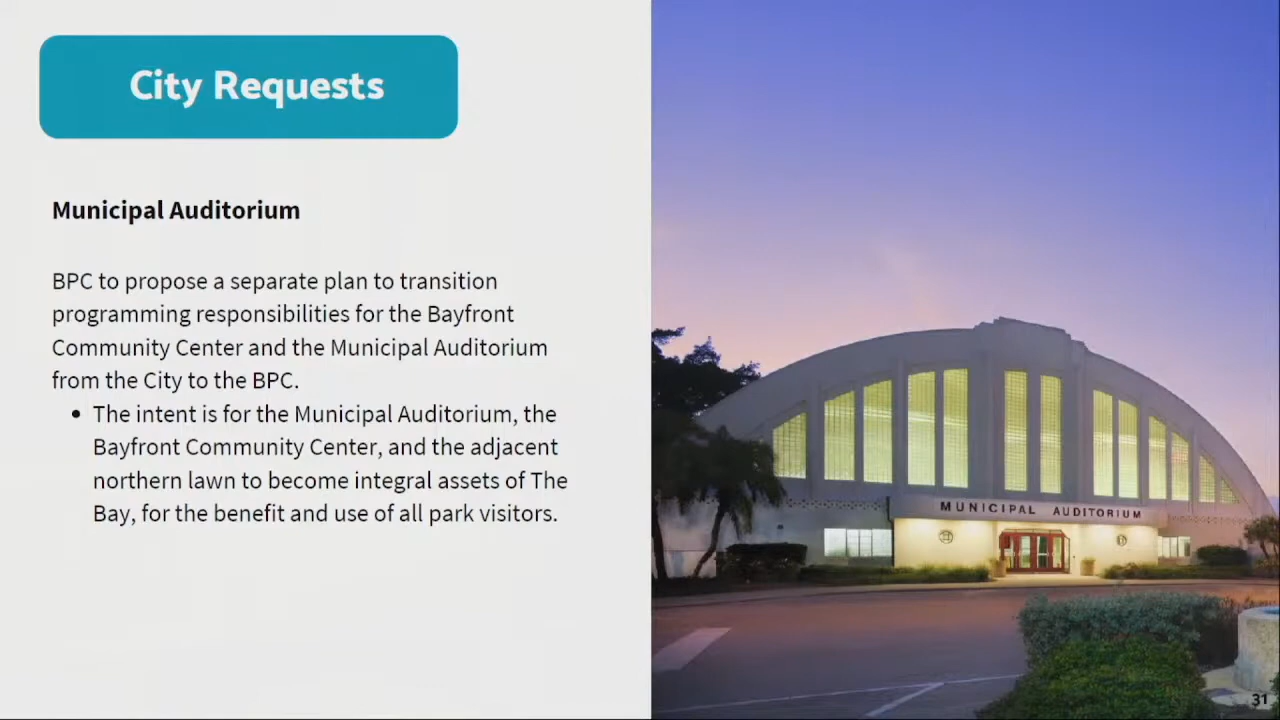 City Requests
Municipal Auditorium
BPC to propose a separate plan to transition
programming responsibilities for the Bayfront
Community Center and the Municipal Auditorium
from the City to the BPC.
• The intent is for the Municipal Auditorium, the
Bayfront Community Center, and the adjacent
northern lawn to become integral assets of The
Bay, for the benefit and use of all park visitors.
MUNICIPAL AUDITORIUM
31